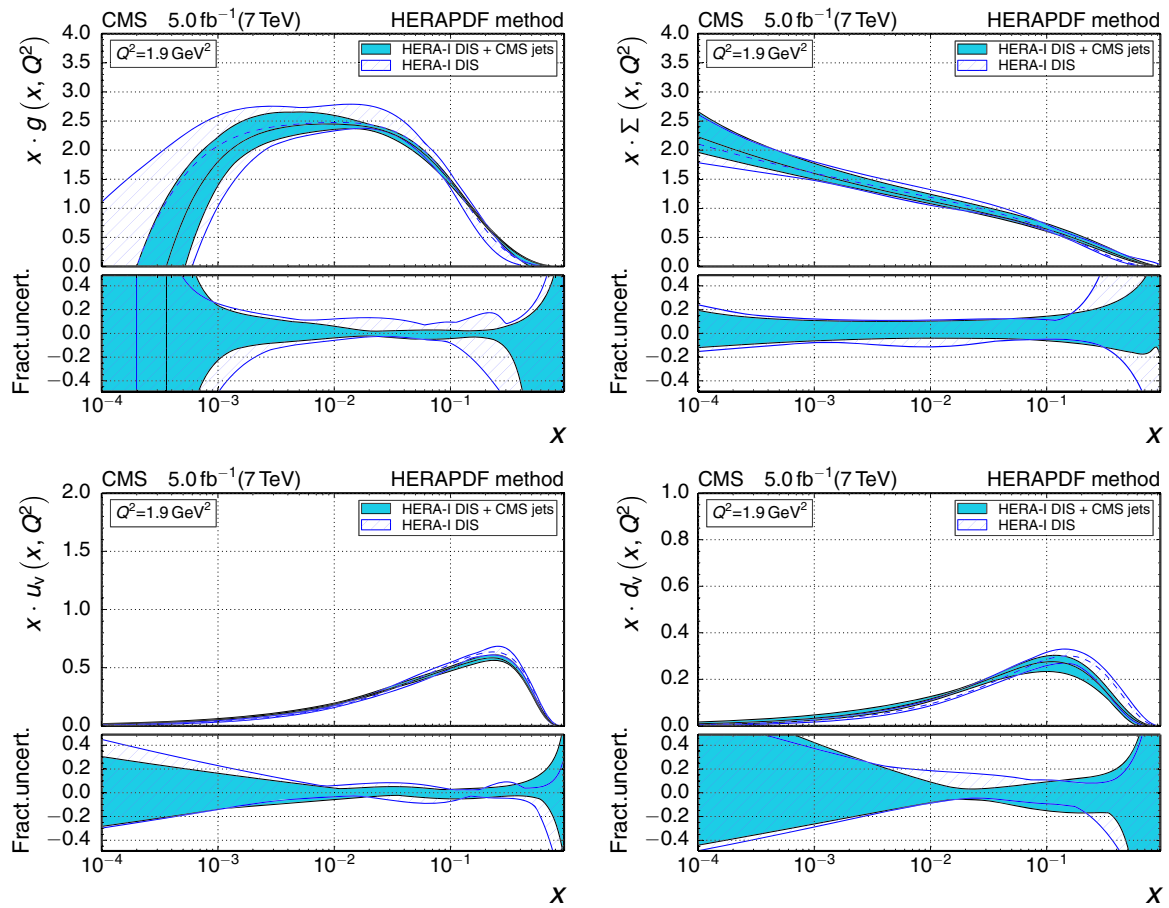 CMS 5.0 fb⁻¹(7 TeV) HERAPDF method
Q²=1.9 GeV²
HERA-I DIS + CMS jets
HERA-I DIS
x · g (x, Q²)
4.0
3.5
3.0
2.5
2.0
1.5
1.0
0.5
0.0
Fract.uncert.
0.4
0.2
0.0
−0.2
−0.4
10⁻⁴ 10⁻³ 10⁻² 10⁻¹
x
CMS 5.0 fb⁻¹(7 TeV) HERAPDF method
Q²=1.9 GeV²
HERA-I DIS + CMS jets
HERA-I DIS
x · Σ (x, Q²)
4.0
3.5
3.0
2.5
2.0
1.5
1.0
0.5
0.0
Fract.uncert.
0.4
0.2
0.0
−0.2
−0.4
10⁻⁴ 10⁻³ 10⁻² 10⁻¹
x
CMS 5.0 fb⁻¹(7 TeV) HERAPDF method
Q²=1.9 GeV²
HERA-I DIS + CMS jets
HERA-I DIS
x · uᵥ (x, Q²)
2.0
1.5
1.0
0.5
0.0
Fract.uncert.
0.4
0.2
0.0
−0.2
−0.4
10⁻⁴ 10⁻³ 10⁻² 10⁻¹
x
CMS 5.0 fb⁻¹(7 TeV) HERAPDF method
Q²=1.9 GeV²
HERA-I DIS + CMS jets
HERA-I DIS
x · dᵥ (x, Q²)
1.0
0.8
0.6
0.4
0.2
0.0
Fract.uncert.
0.4
0.2
0.0
−0.2
−0.4
10⁻⁴ 10⁻³ 10⁻² 10⁻¹
x